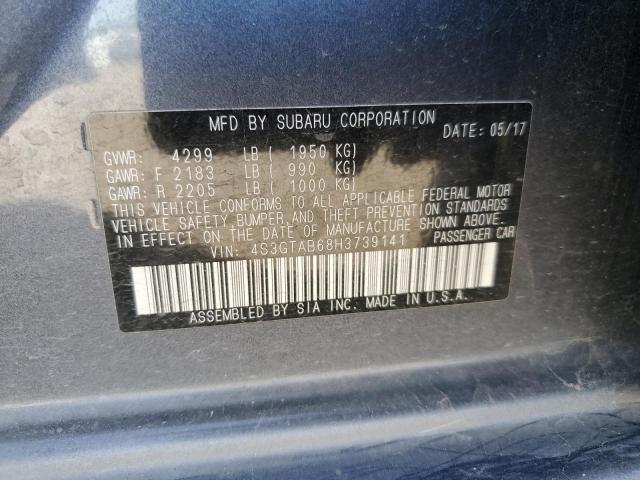 MFD BY SUBARU CORPORATION
DATE: 05/17
GVWR: 4299 LB ( 1950 KG)
GAWR: F 2183 LB ( 990 KG)
GAWR: R 2205 LB ( 1000 KG)
THIS VEHICLE CONFORMS TO ALL APPLICABLE FEDERAL MOTOR
VEHICLE SAFETY, BUMPER, AND THEFT PREVENTION STANDARDS
IN EFFECT ON THE DATE OF MANUFACTURE SHOWN ABOVE.
VIN: 4S3GTAB68H3739141 PASSENGER CAR
ASSEMBLED BY SIA INC. MADE IN U.S.A.